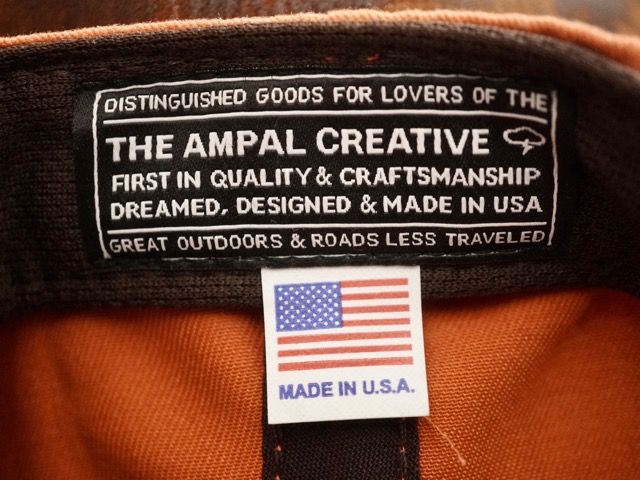 DISTINGUISHED GOODS FOR LOVERS OF THE
THE AMPAL CREATIVE
FIRST IN QUALITY & CRAFTSMANSHIP
DREAMED, DESIGNED & MADE IN USA
GREAT OUTDOORS & ROADS LESS TRAVELED
MADE IN U.S.A.